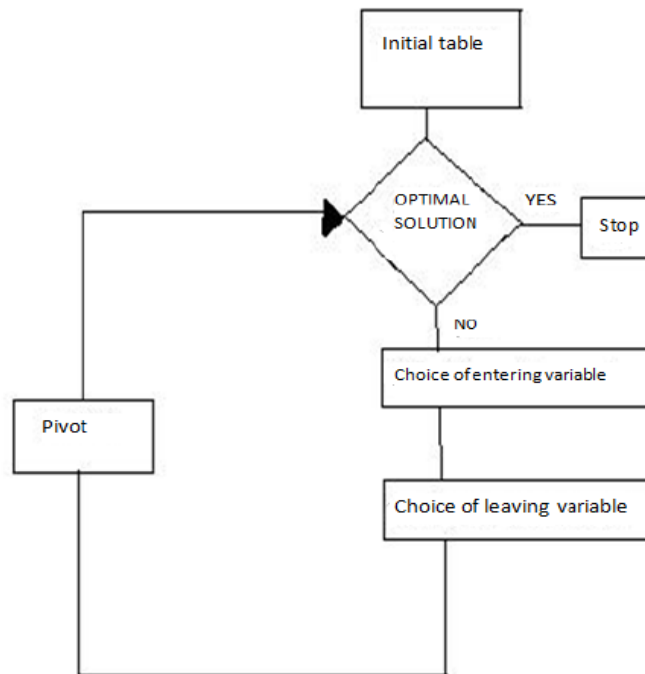 Initial table
OPTIMAL
SOLUTION
YES
Stop
NO
Choice of entering variable
Pivot
Choice of leaving variable